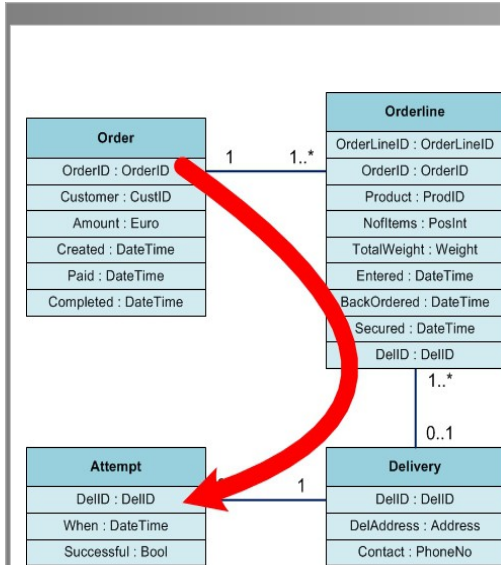 Order
OrderID : OrderID
Customer : CustID
Amount : Euro
Created : DateTime
Paid : DateTime
Completed : DateTime
1
1..*
Orderline
OrderLineID : OrderLineID
OrderID : OrderID
Product : ProdID
NofItems : PosInt
TotalWeight : Weight
Entered : DateTime
BackOrdered : DateTime
Secured : DateTime
DelID : DelID
1..*
0..1
Attempt
DelID : DelID
When : DateTime
Successful : Bool
1
Delivery
DelID : DelID
DelAddress : Address
Contact : PhoneNo